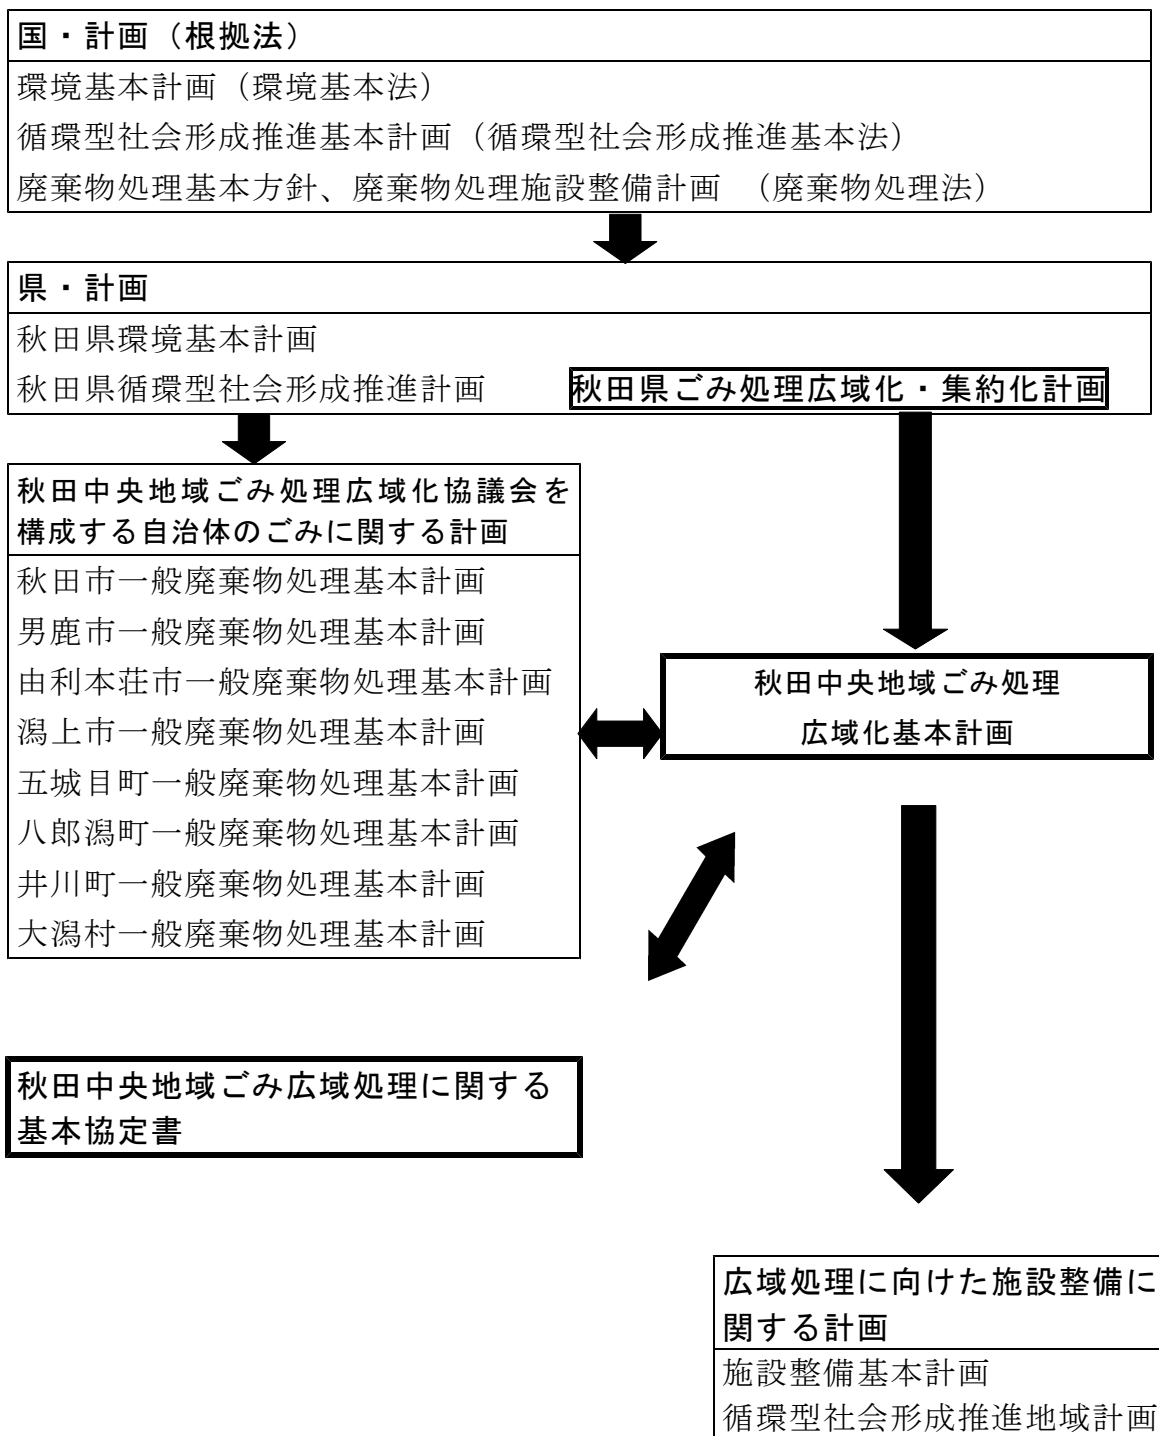 国・計画（根拠法）
環境基本計画（環境基本法）
循環型社会形成推進基本計画（循環型社会形成推進基本法）
廃棄物処理基本方針、廃棄物処理施設整備計画　（廃棄物処理法）
県・計画
秋田県環境基本計画
秋田県循環型社会形成推進計画　秋田県ごみ処理広域化・集約化計画
秋田中央地域ごみ処理広域化協議会を
構成する自治体のごみに関する計画
秋田市一般廃棄物処理基本計画
男鹿市一般廃棄物処理基本計画
由利本荘市一般廃棄物処理基本計画
潟上市一般廃棄物処理基本計画
五城目町一般廃棄物処理基本計画
八郎潟町一般廃棄物処理基本計画
井川町一般廃棄物処理基本計画
大潟村一般廃棄物処理基本計画
秋田中央地域ごみ処理
広域化基本計画
秋田中央地域ごみ広域処理に関する
基本協定書
広域処理に向けた施設整備に
関する計画
施設整備基本計画
循環型社会形成推進地域計画